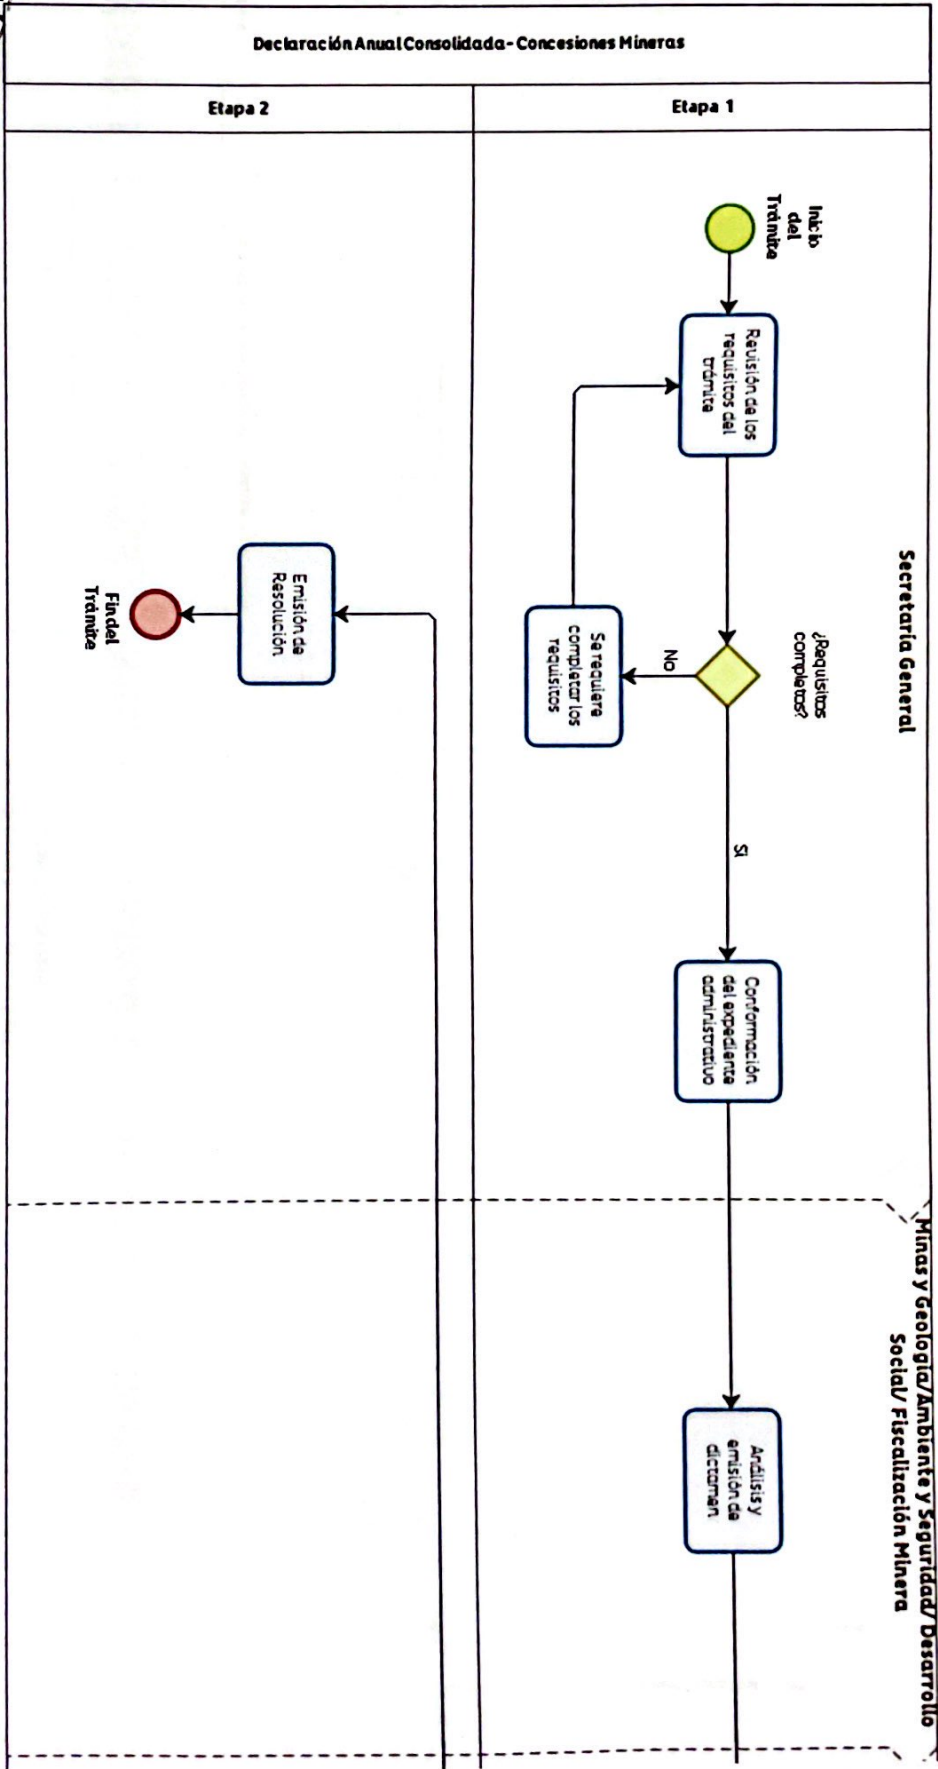 Declaración Anual Consolidada - Concesiones Mineras
Etapa 1
Etapa 2
Secretaría General
Minas y Geología/Ambiente y Seguridad/ Desarrollo
Social/ Fiscalización Minera
Inicio
del
Trámite
Revisión de los
requisitos del
trámite
¿Requisitos
completos?
No
Se requiere
completar los
requisitos
Si
Conformación
del expediente
administrativo
Análisis y
emisión de
dictamen
Emisión de
Resolución
Fin del
Trámite